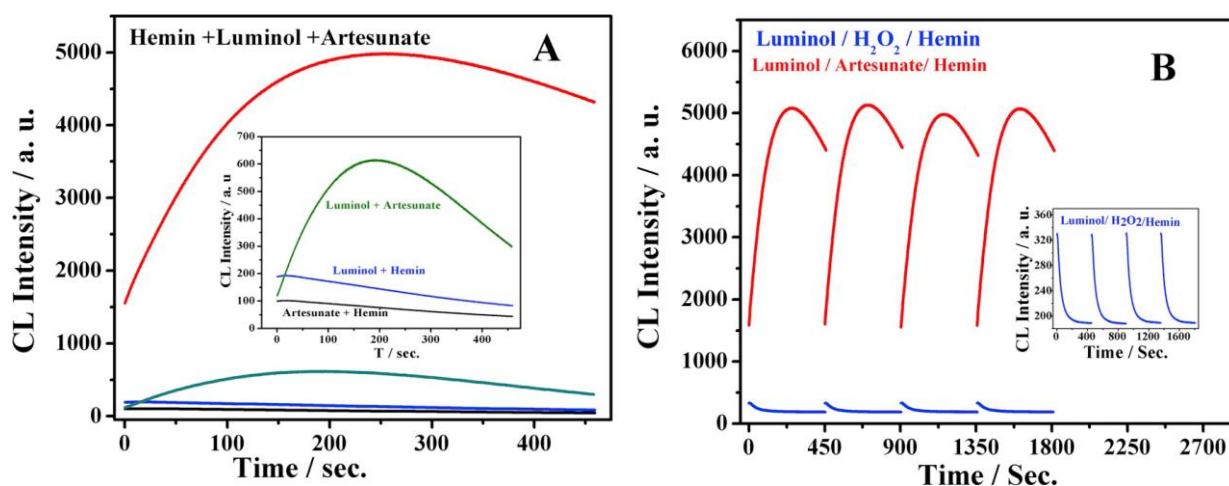 Hemin +Luminol +Artesunate
A
CL Intensity / a. u.
5000
4000
3000
2000
1000
0
0 100 200 300 400
Time / sec.
CL Intensity / a. u
700
600
500
400
300
200
100
0
Luminol + Artesunate
Luminol + Hemin
Artesunate + Hemin
0 100 200 300 400 500
T / sec.
Luminol / H2O2 / Hemin
Luminol / Artesunate/ Hemin
B
CL Intensity / a. u.
6000
5000
4000
3000
2000
1000
0
0 450 900 1350 1800 2250 2700
Time / Sec.
Luminol/ H2O2/Hemin
CL Intensity / a. u.
360
320
280
240
200
0 400 800 1200 1600
Time / Sec.